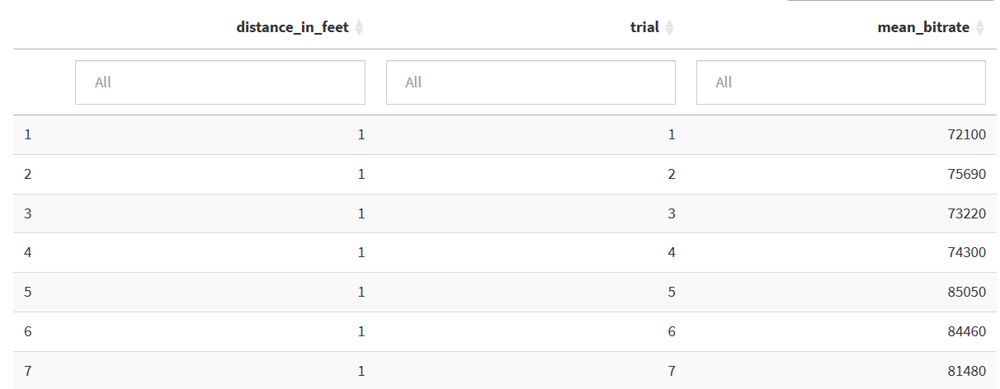 distance_in_feet trial mean_bitrate
All All All
1 1 1 72100
2 1 2 75690
3 1 3 73220
4 1 4 74300
5 1 5 85050
6 1 6 84460
7 1 7 81480